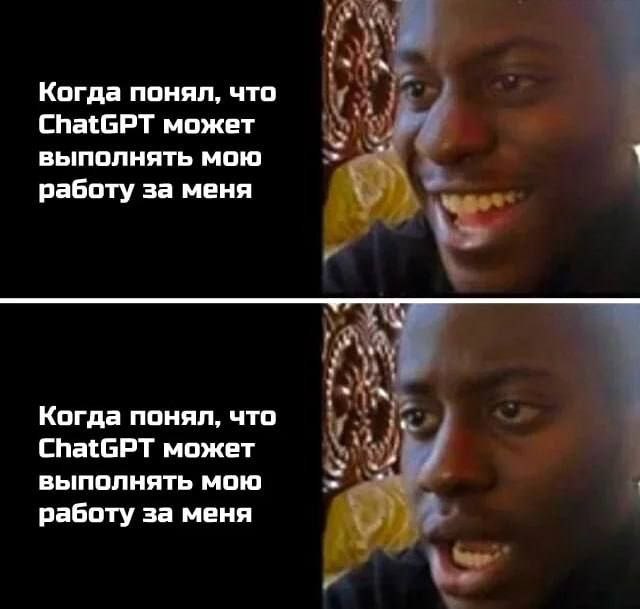 Когда понял, что
ChatGPT может
выполнять мою
работу за меня
Когда понял, что
ChatGPT может
выполнять мою
работу за меня